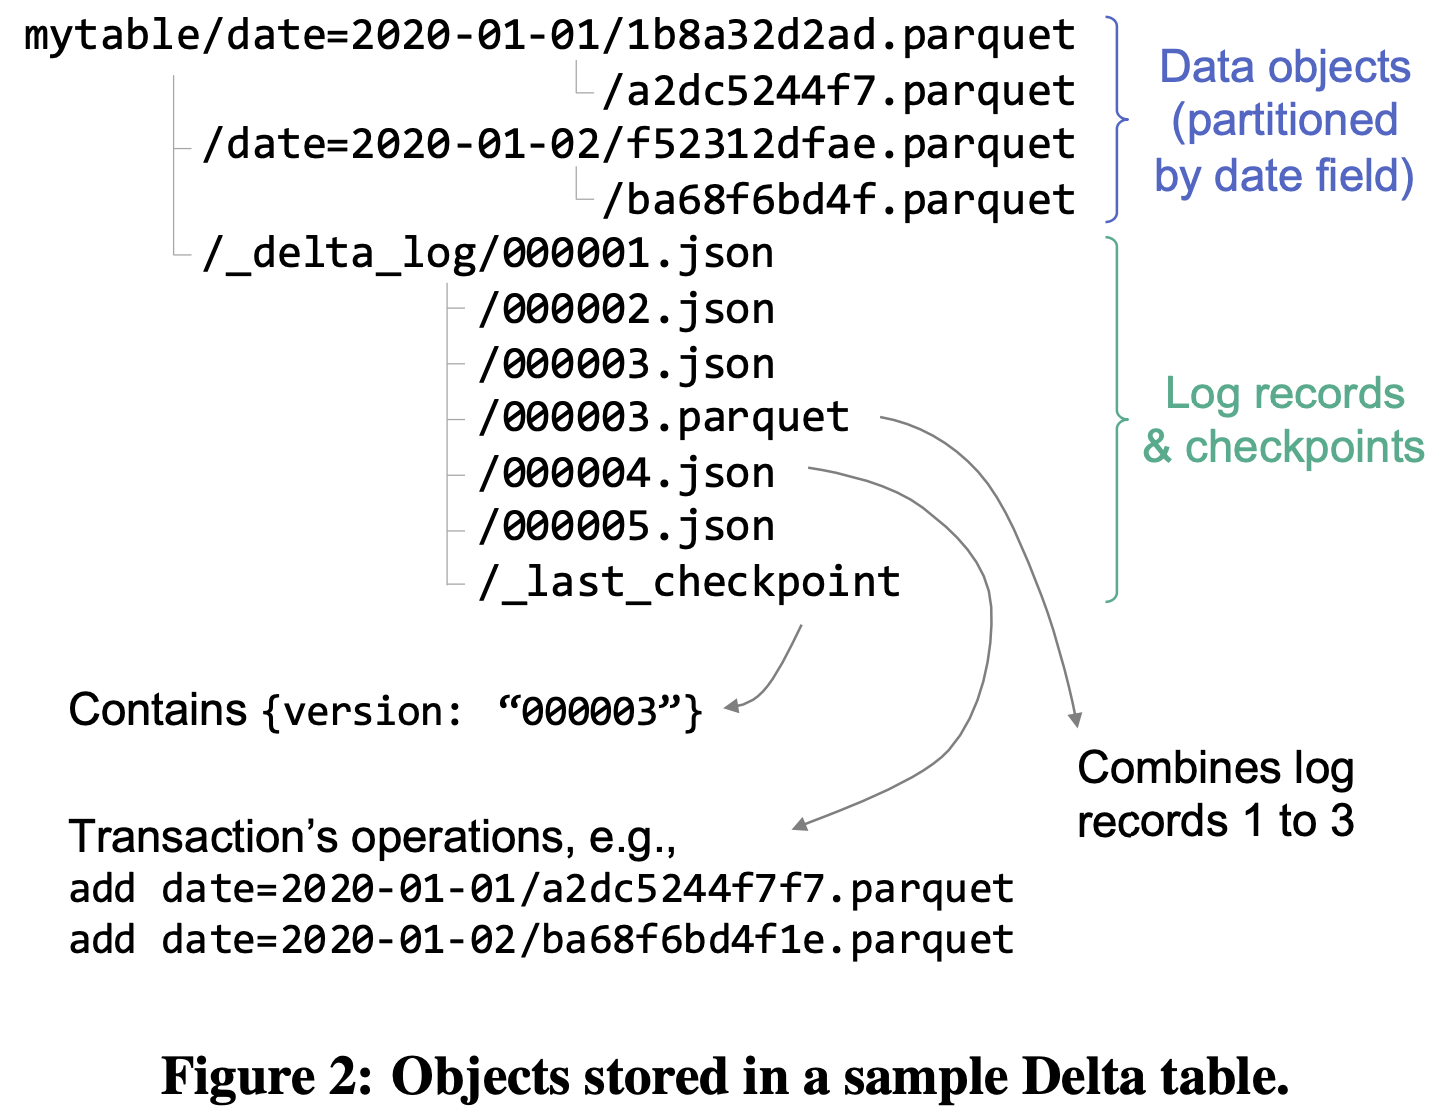 mytable/date=2020-01-01/1b8a32d2ad.parquet
/a2dc5244f7.parquet
/date=2020-01-02/f52312dfae.parquet
/ba68f6bd4f.parquet
/_delta_log/000001.json
/000002.json
/000003.json
/000003.parquet
/000004.json
/000005.json
/_last_checkpoint
Data objects
(partitioned
by date field)
Log records
& checkpoints
Contains {version: “000003”}
Combines log
records 1 to 3
Transaction’s operations, e.g.,
add date=2020-01-01/a2dc5244f7f7.parquet
add date=2020-01-02/ba68f6bd4f1e.parquet
Figure 2: Objects stored in a sample Delta table.